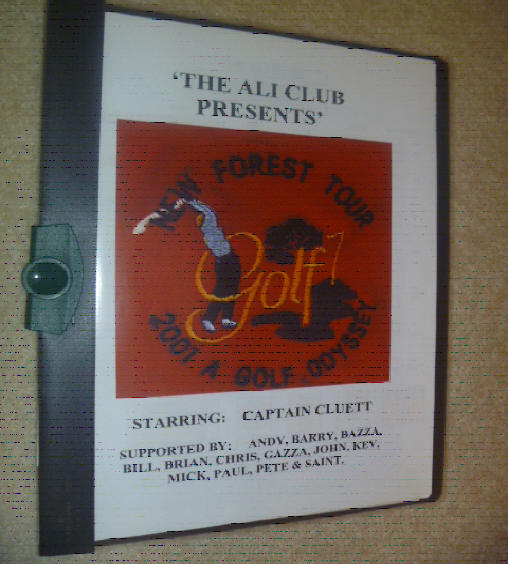 'THE ALI CLUB
PRESENTS'
NEW FOREST TOUR
Golf
2001 A GOLF ODYSSEY
STARRING: CAPTAIN CLUETT
SUPPORTED BY: ANDY, BARRY, BAZZA,
BILL, BRIAN, CHRIS, GAZZA, JOHN, KEV,
MICK, PAUL, PETE & SAINT.